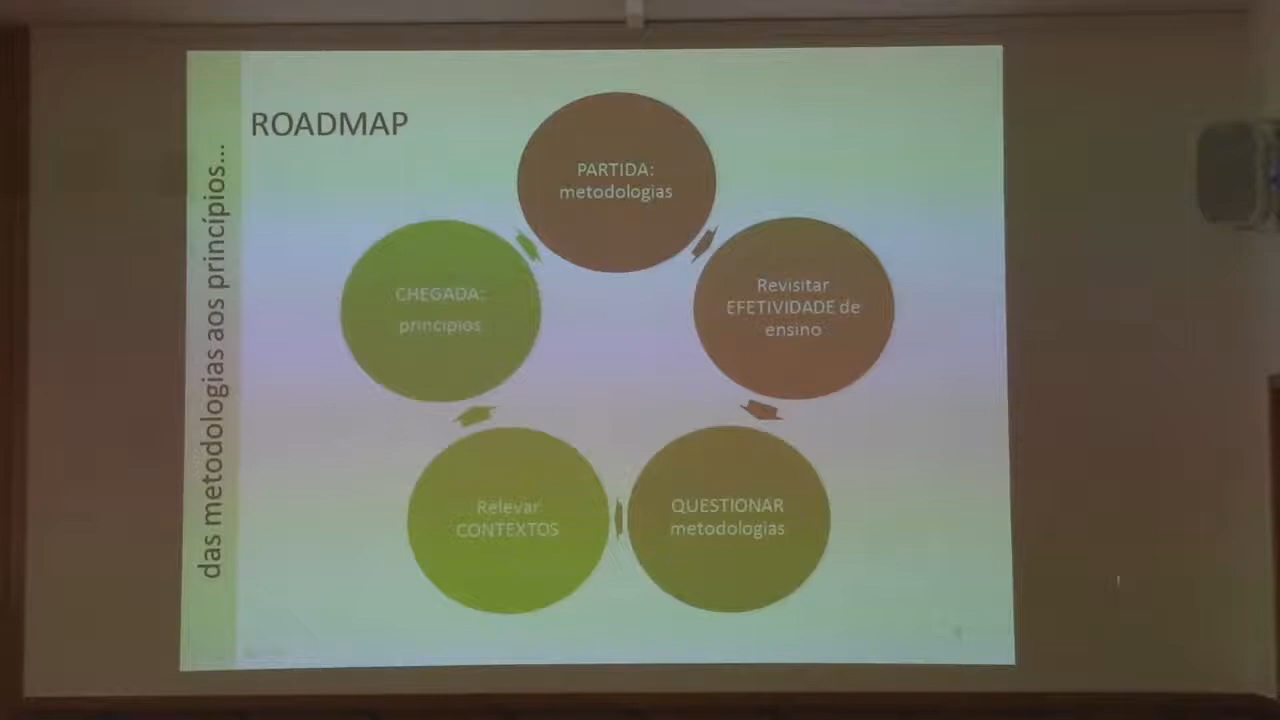 ROADMAP
das metodologias aos princípios...
PARTIDA:
metodologias
Revisitar
EFETIVIDADE de
ensino
QUESTIONAR
metodologias
Relevar
CONTEXTOS
CHEGADA:
princípios